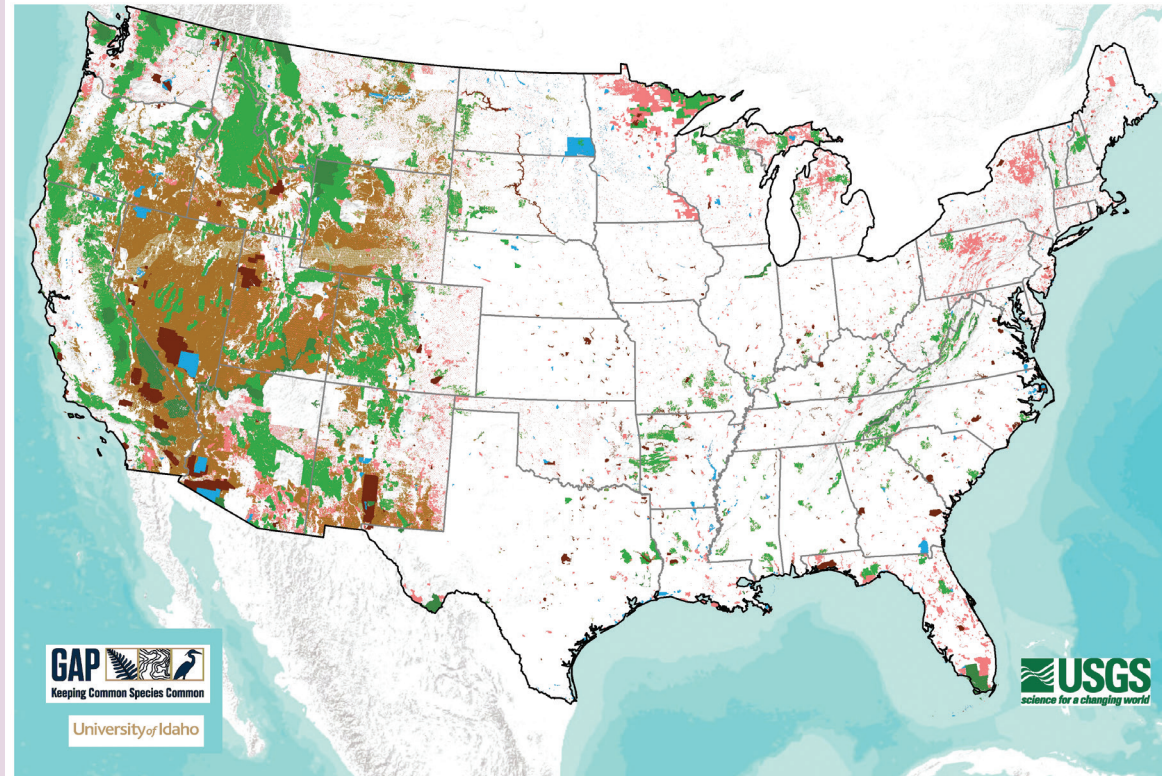 GAP
Keeping Common Species Common
University of Idaho
USGS
science for a changing world